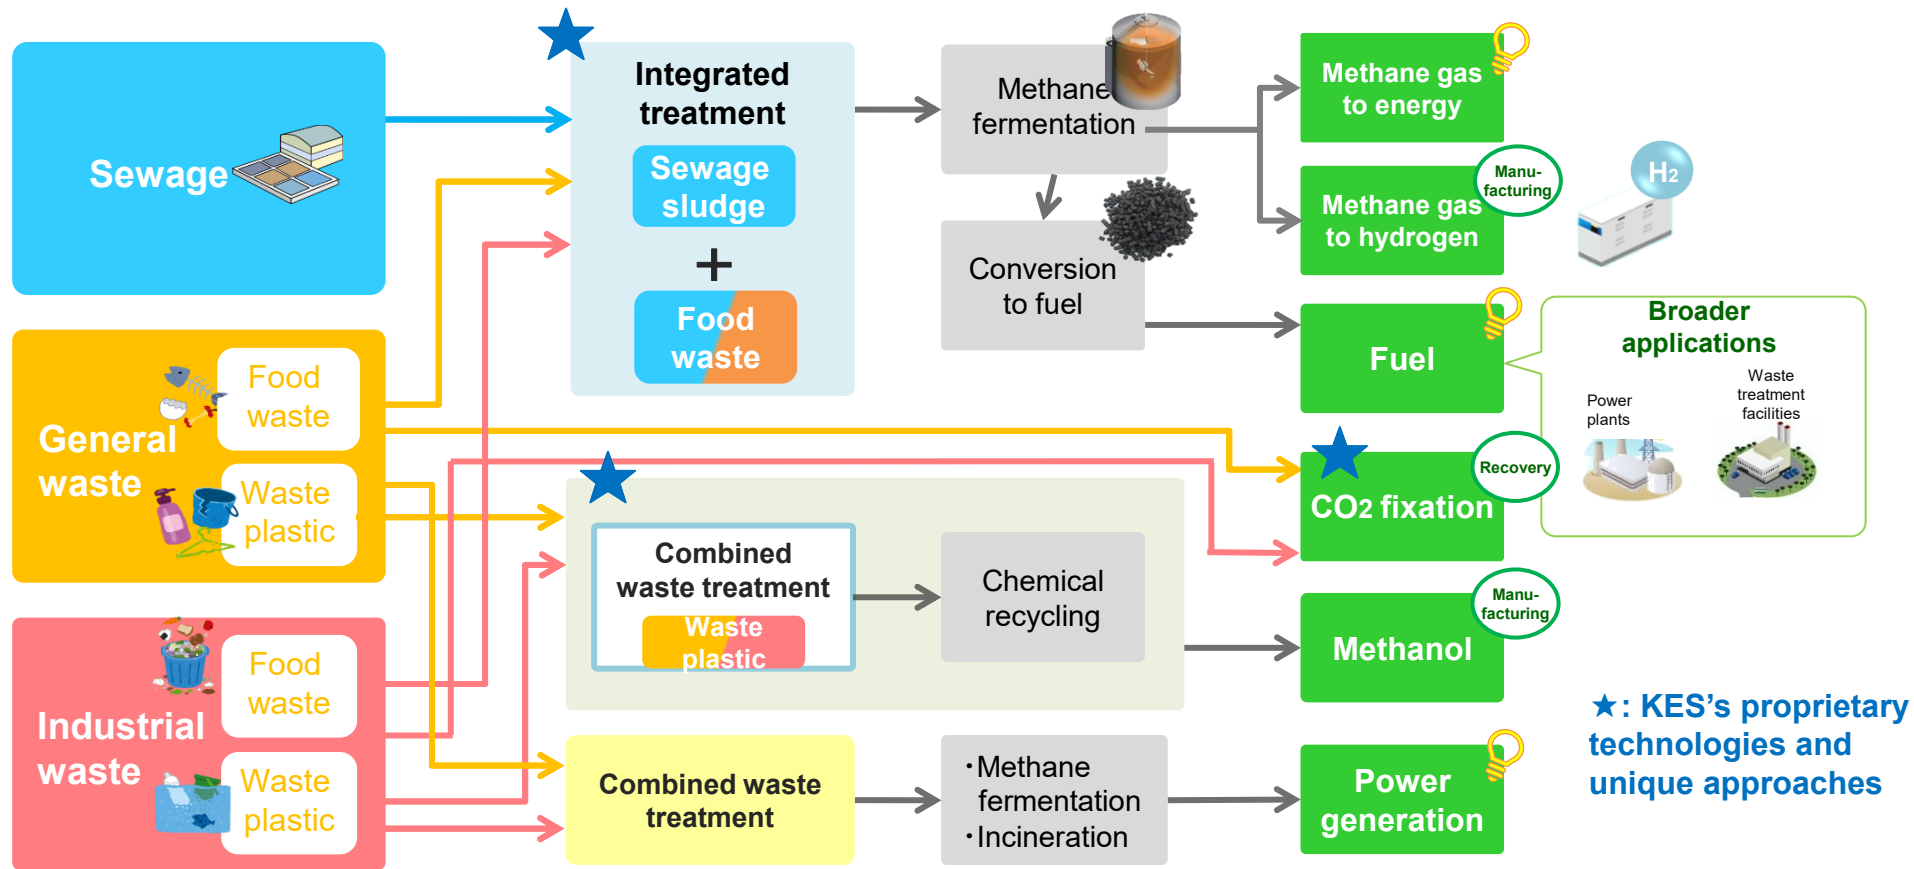 Sewage
General
waste
Food
waste
Waste
plastic
Industrial
waste
Food
waste
Waste
plastic
Integrated
treatment
Sewage
sludge
+
Food
waste
Combined
waste treatment
Waste
plastic
Chemical
recycling
Combined waste
treatment
Methane
fermentation
Conversion
to fuel
・Methane
fermentation
・Incineration
Methane gas
to energy
Methane gas
to hydrogen
Manu-
facturing
H2
Fuel
Broader
applications
Power
plants
Waste
treatment
facilities
CO2 fixation
Recovery
Methanol
Manu-
facturing
Power
generation
★: KES's proprietary
technologies and
unique approaches